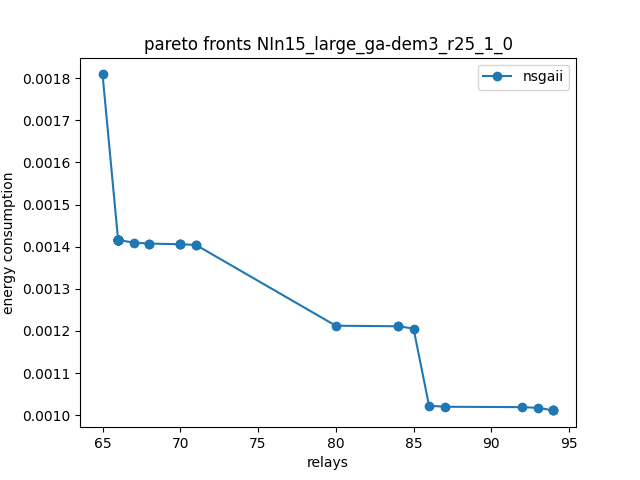 pareto fronts NIn15_large_ga-dem3_r25_1_0
nsgaii
energy consumption
0.0018
0.0017
0.0016
0.0015
0.0014
0.0013
0.0012
0.0011
0.0010
65 70 75 80 85 90 95
relays